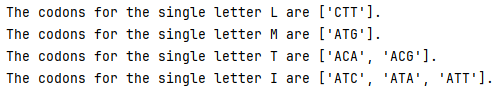 The codons for the single letter L are ['CTT'].
The codons for the single letter M are ['ATG'].
The codons for the single letter T are ['ACA', 'ACG'].
The codons for the single letter I are ['ATC', 'ATA', 'ATT'].